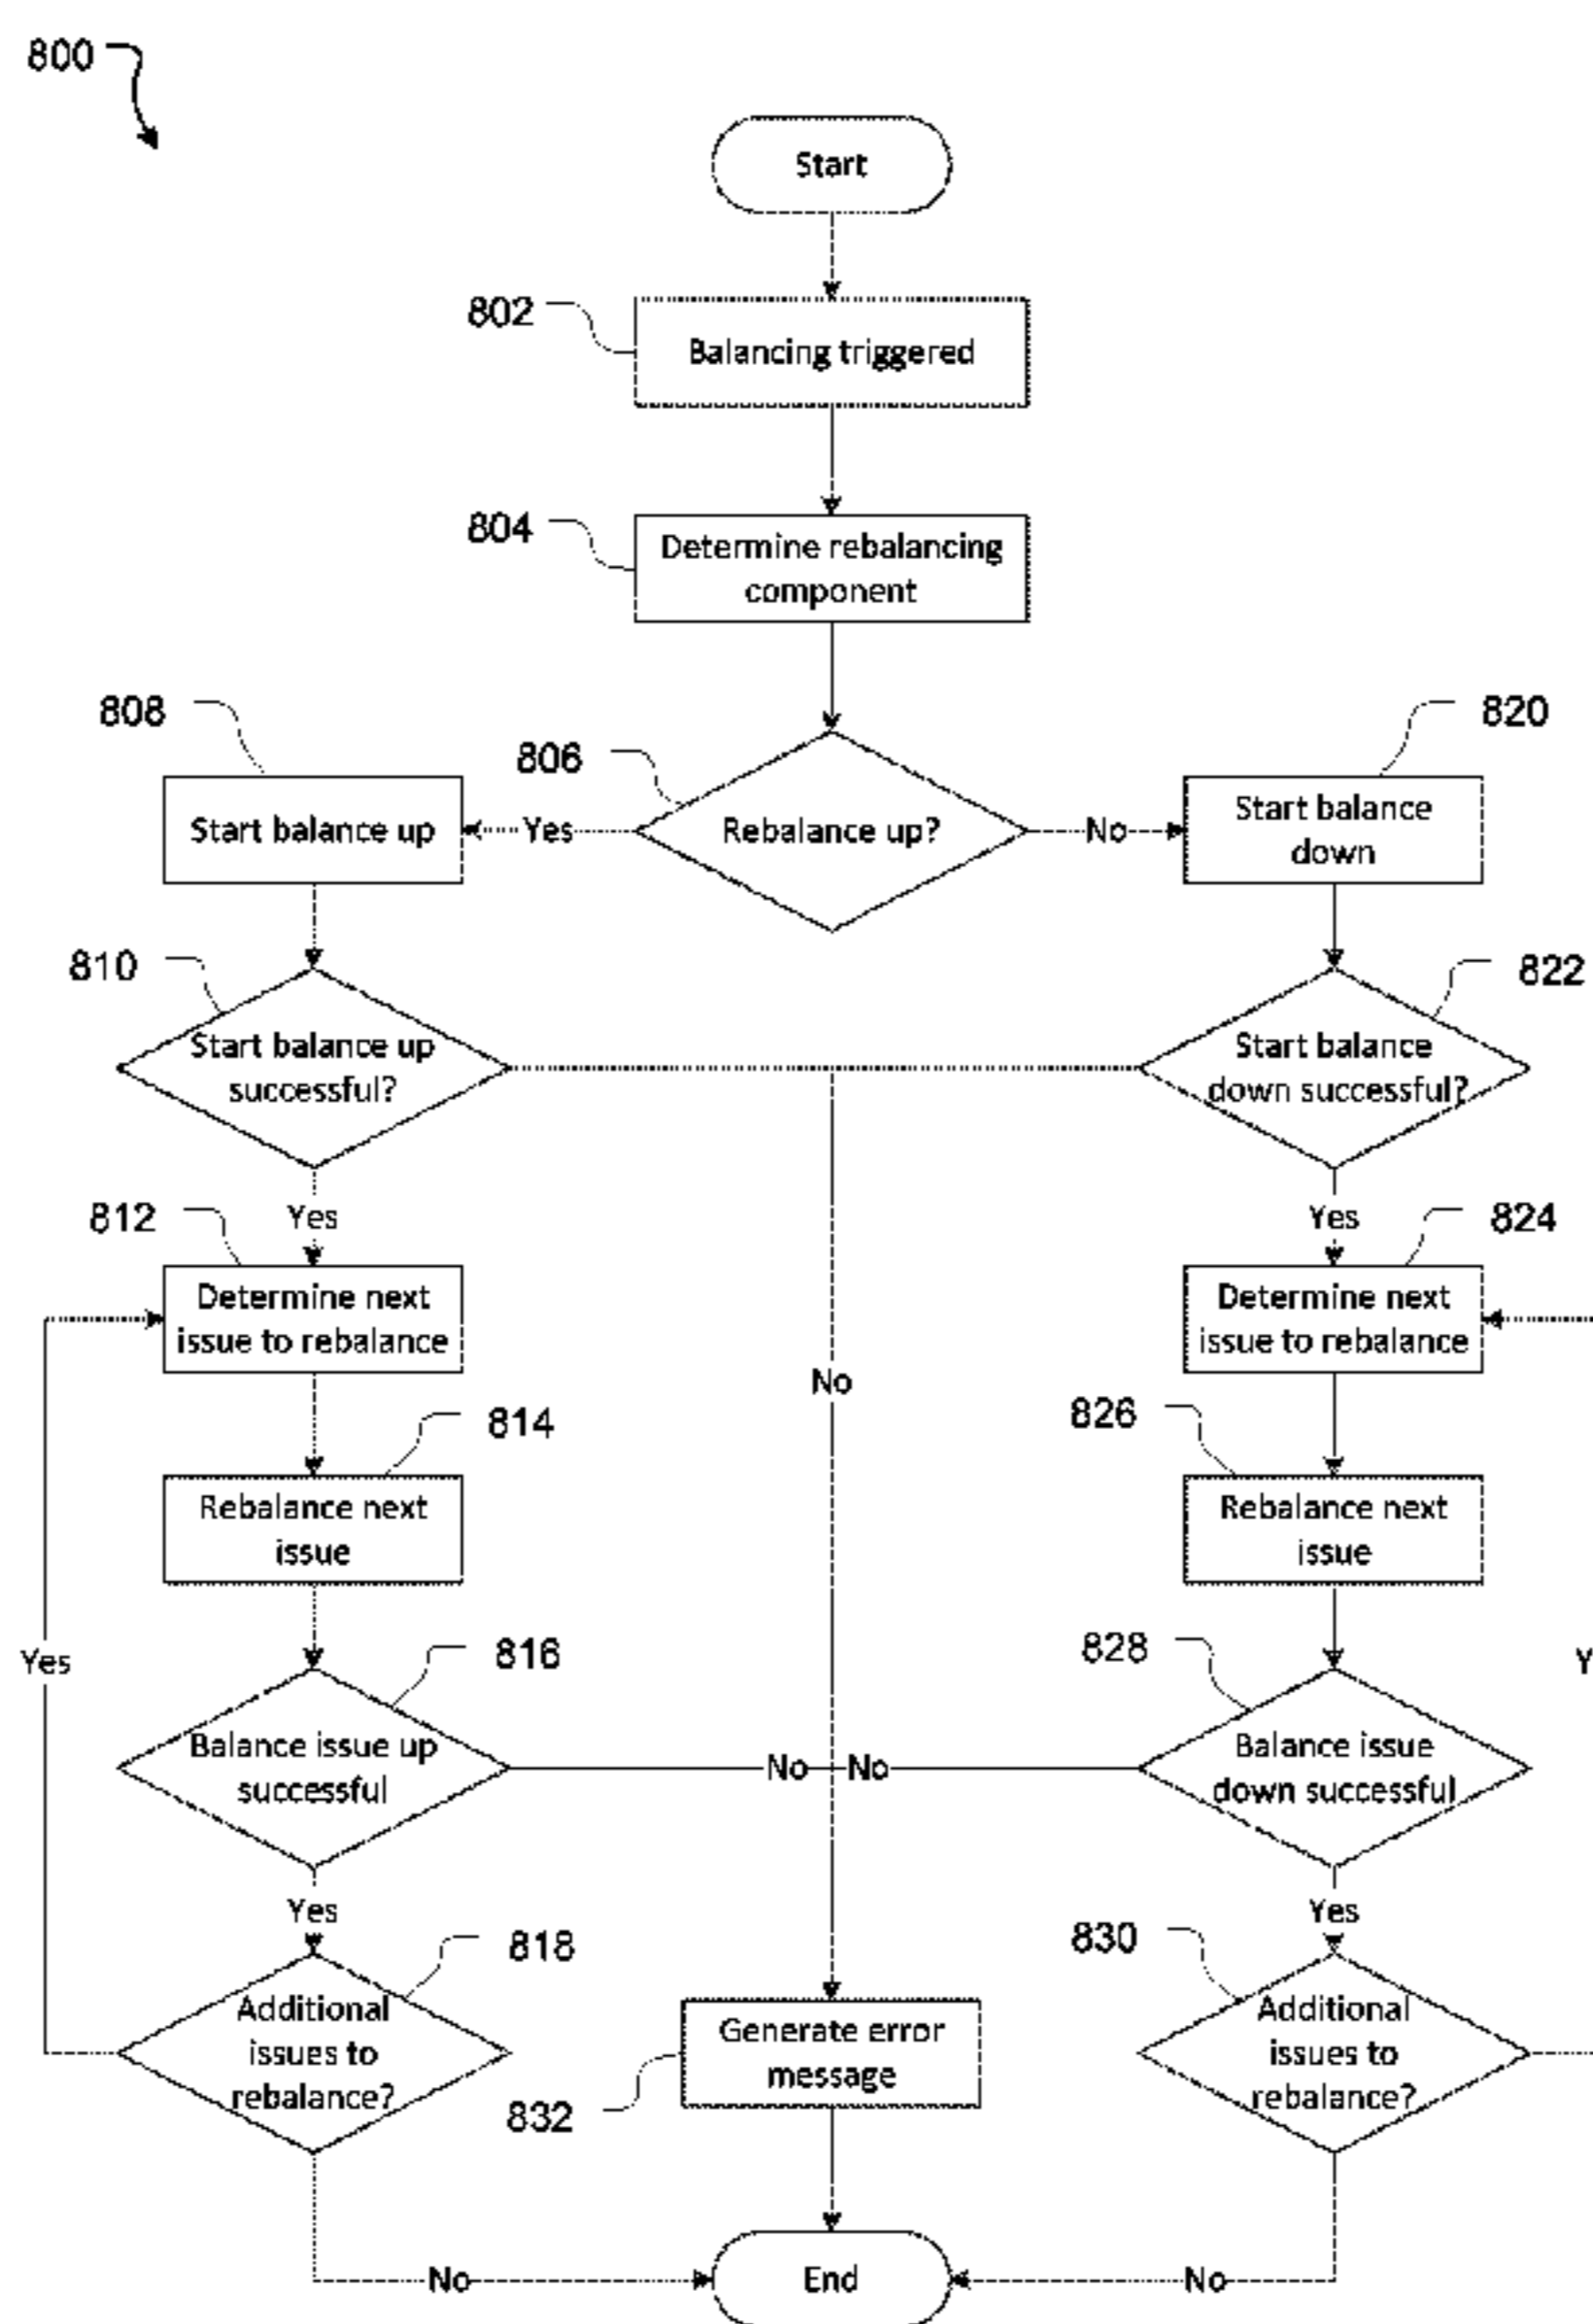 800
Start
802
Balancing triggered
804
Determine rebalancing
component
808
806
820
Start balance up
Yes
Rebalance up?
No
Start balance
down
810
822
Start balance up
successful?
Start balance
down successful?
Yes
Yes
812
824
Determine next
issue to rebalance
Determine next
issue to rebalance
No
814
826
Rebalance next
issue
Rebalance next
issue
Yes
816
828
Balance issue up
successful
No
No
Balance issue
down successful
Yes
Yes
818
830
Additional
issues to
rebalance?
Generate error
message
832
Additional
issues to
rebalance?
No
End
No